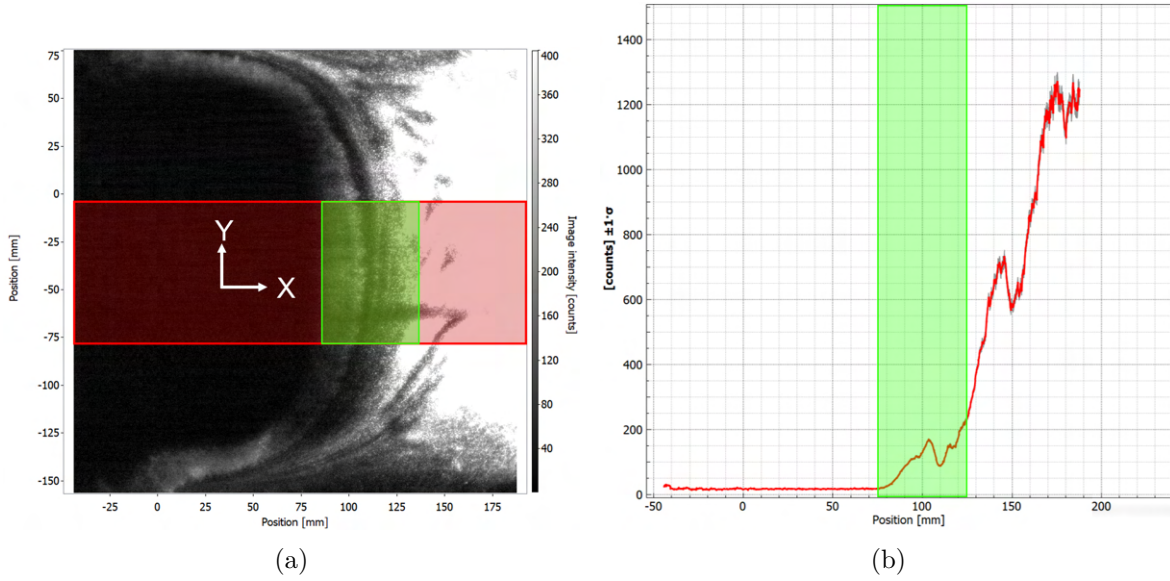 75
50
25
0
-25
-50
-75
-100
-125
-150
Position [mm]
-25 0 25 50 75 100 125 150 175
Position [mm]
Y
X
400
360
320
280
240
200
160
120
80
40
Image intensity [counts]
(a)
1400
1200
1000
800
600
400
200
0
[counts] ±1·σ
-50 0 50 100 150 200
Position [mm]
(b)